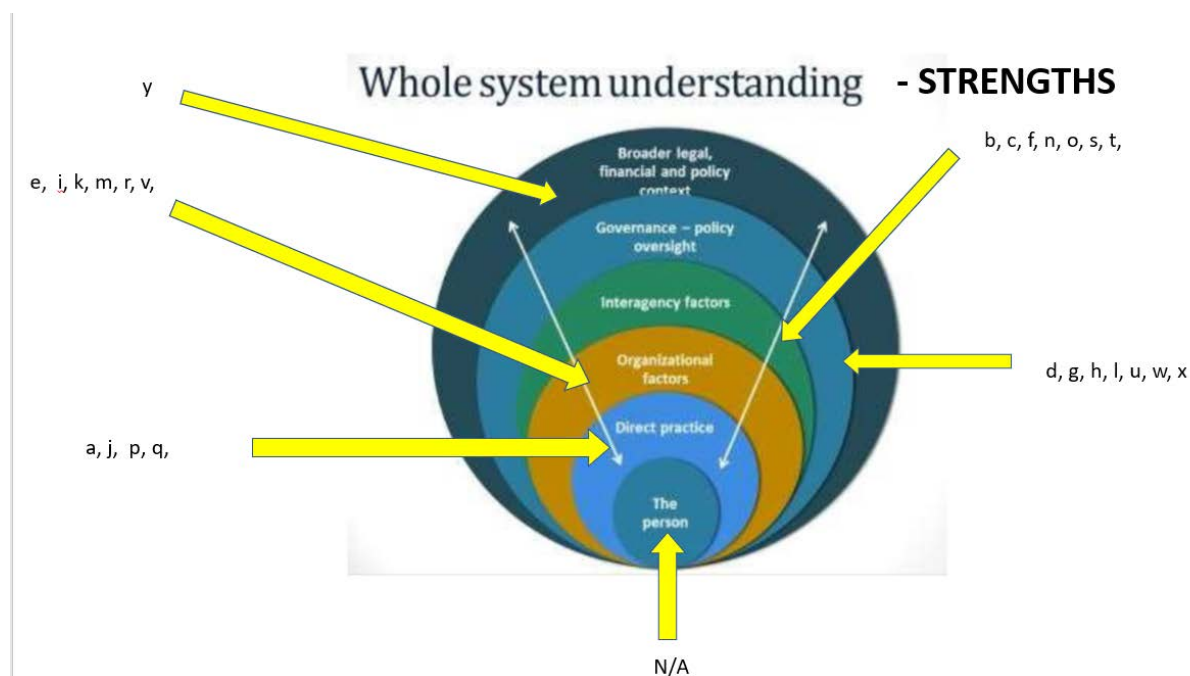 Whole system understanding - STRENGTHS
y
b, c, f, n, o, s, t,
e, i, k, m, r, v,
Broader legal,
financial and policy
context
Governance – policy
oversight
Interagency factors
Organizational
factors
d, g, h, l, u, w, x
Direct practice
a, j, p, q,
The
person
N/A